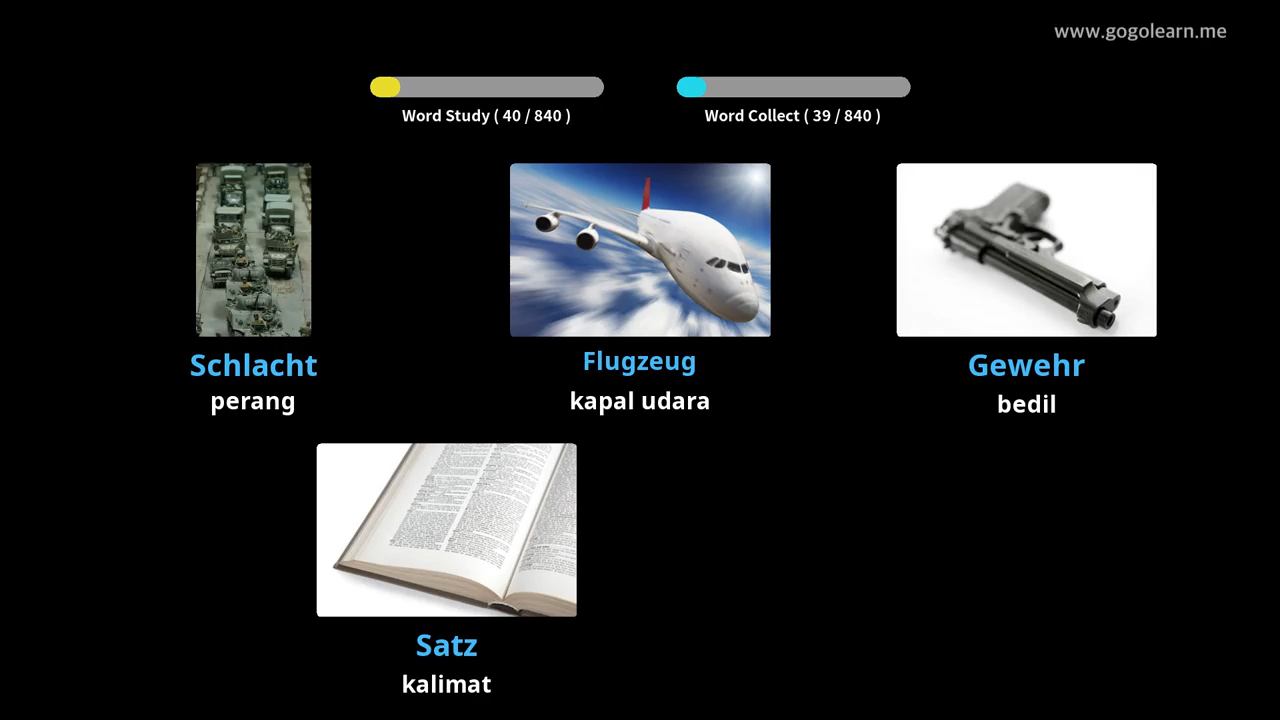 www.gogolearn.me
Word Study ( 40 / 840 )
Word Collect ( 39 / 840 )
Schlacht
perang
Flugzeug
kapal udara
Gewehr
bedil
Satz
kalimat